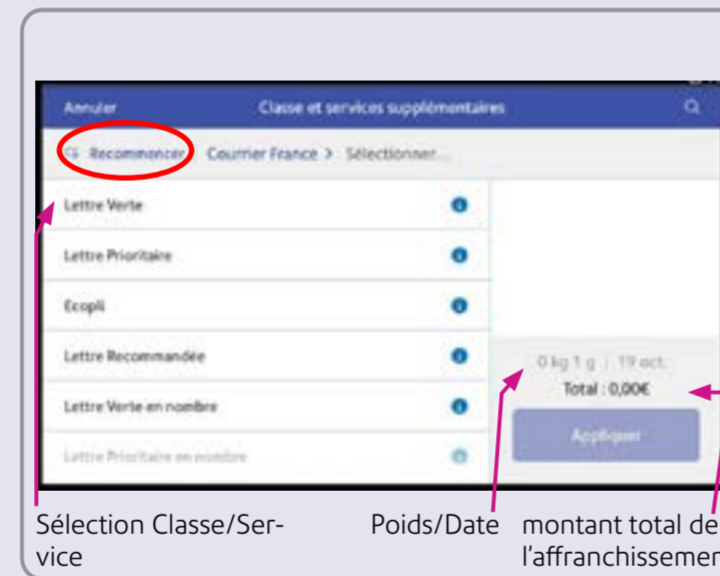 Annuler Classe et services supplémentaires
Recommencer Courrier France > Sélectionner...
Lettre Verte
Lettre Prioritaire
Ecopli
Lettre Recommandée
0 kg 1 g | 19 oct.
Total : 0,00€
Lettre Verte en nombre
Appliquer
Lettre Prioritaire en nombre
Sélection Classe/Ser-
vice
Poids/Date
montant total de
l'affranchissemen